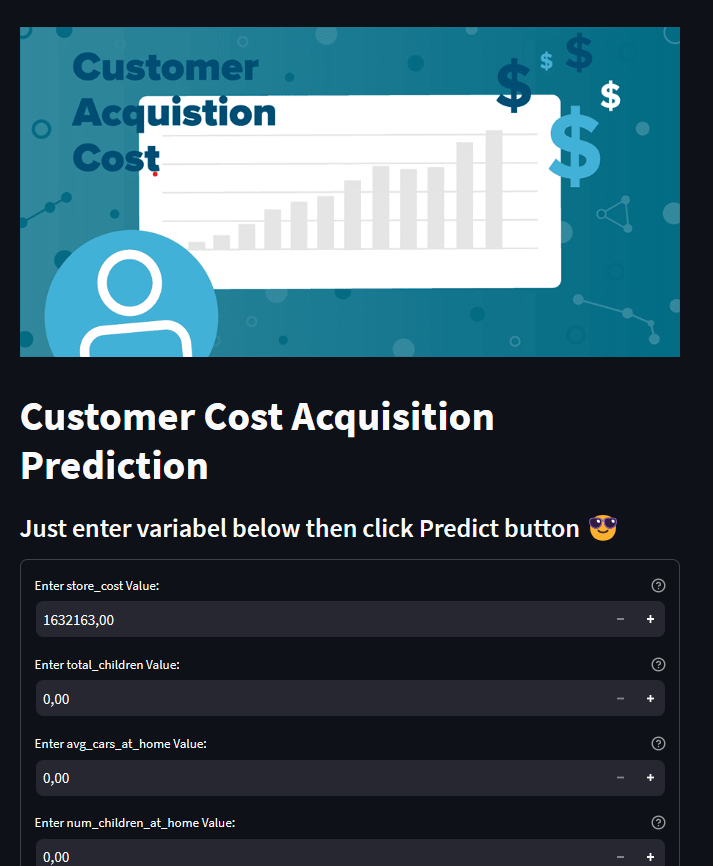 Customer
Acquistion
Cost
$ $ $ $ $
Customer Cost Acquisition
Prediction
Just enter variabel below then click Predict button 😎
Enter store_cost Value:
1632163,00
Enter total_children Value:
0,00
Enter avg_cars_at_home Value:
0,00
Enter num_children_at_home Value:
0,00